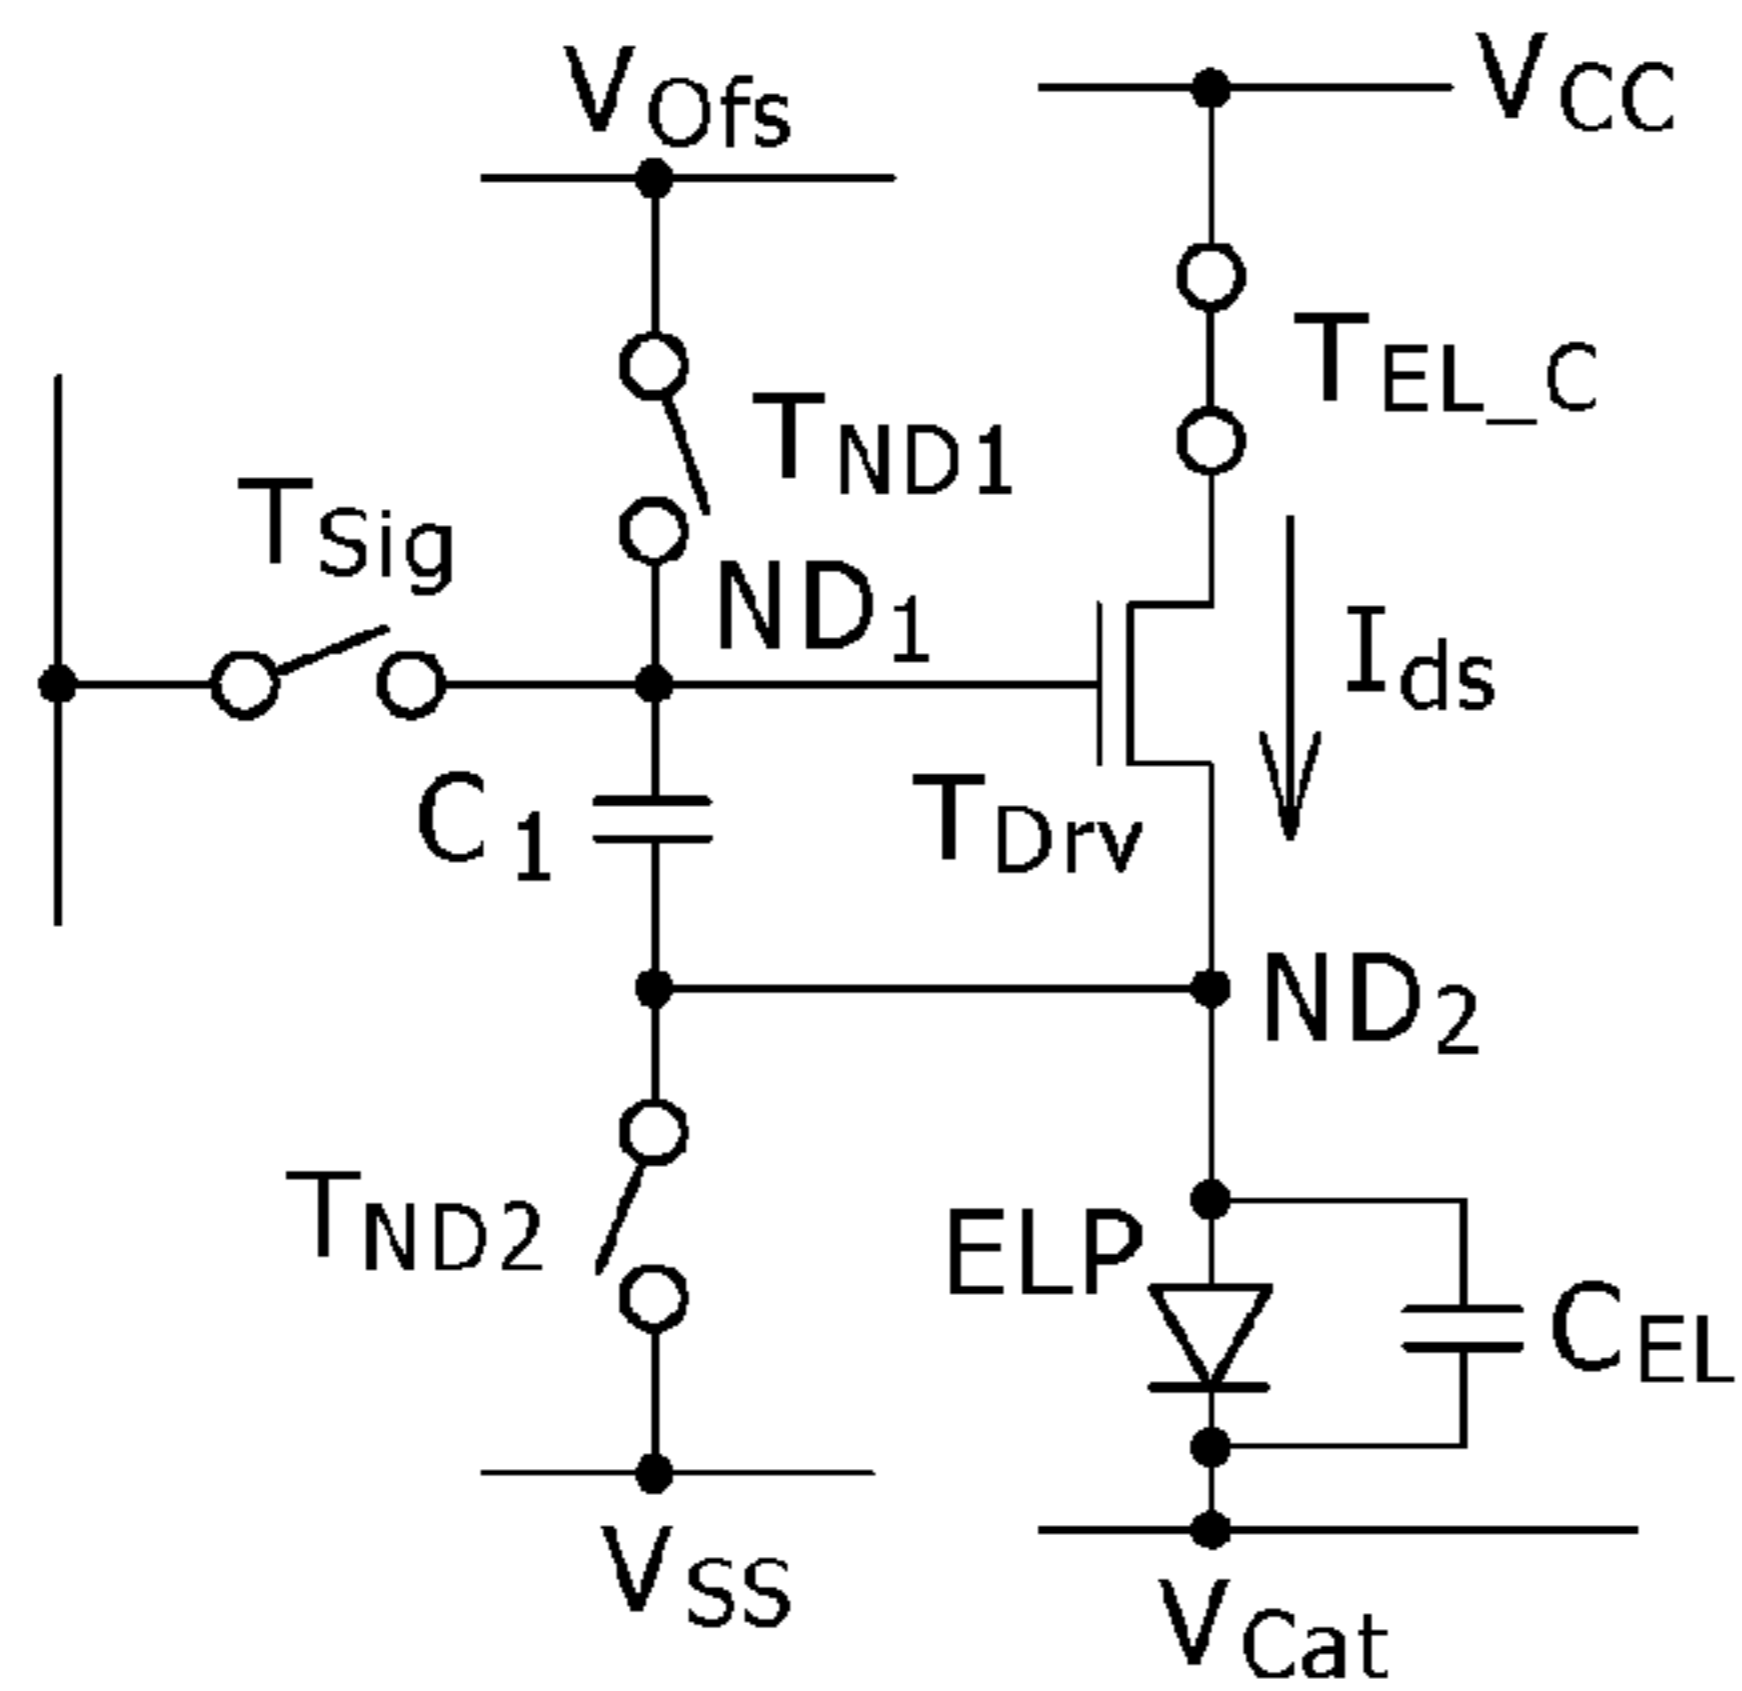 VOfs
VCC
TEL_C
TND1
TSig
ND1
Ids
C1
TDrv
ND2
TND2
ELP
CEL
VSS
VCat